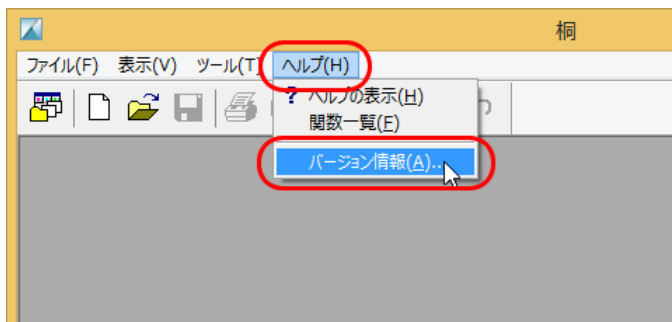 桐
ファイル(F) 表示(V) ツール(T) ヘルプ(H)
? ヘルプの表示(H)
関数一覧(F)
バージョン情報(A)...